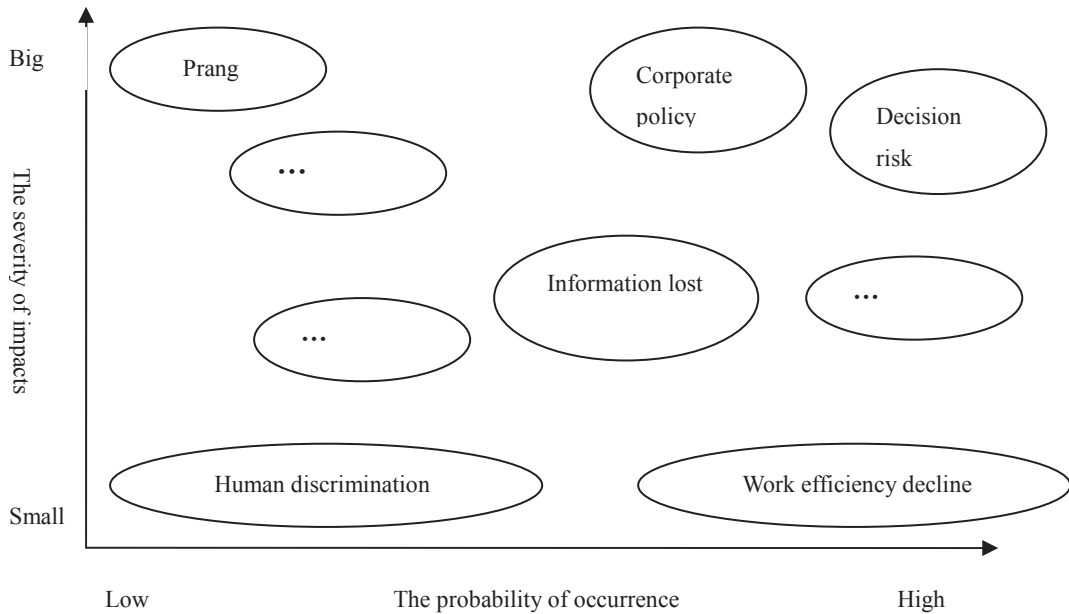 Big
Prang
Corporate
policy
Decision
risk
...
The severity of impacts
Information lost
...
...
Human discrimination
Work efficiency decline
Small
Low
The probability of occurrence
High